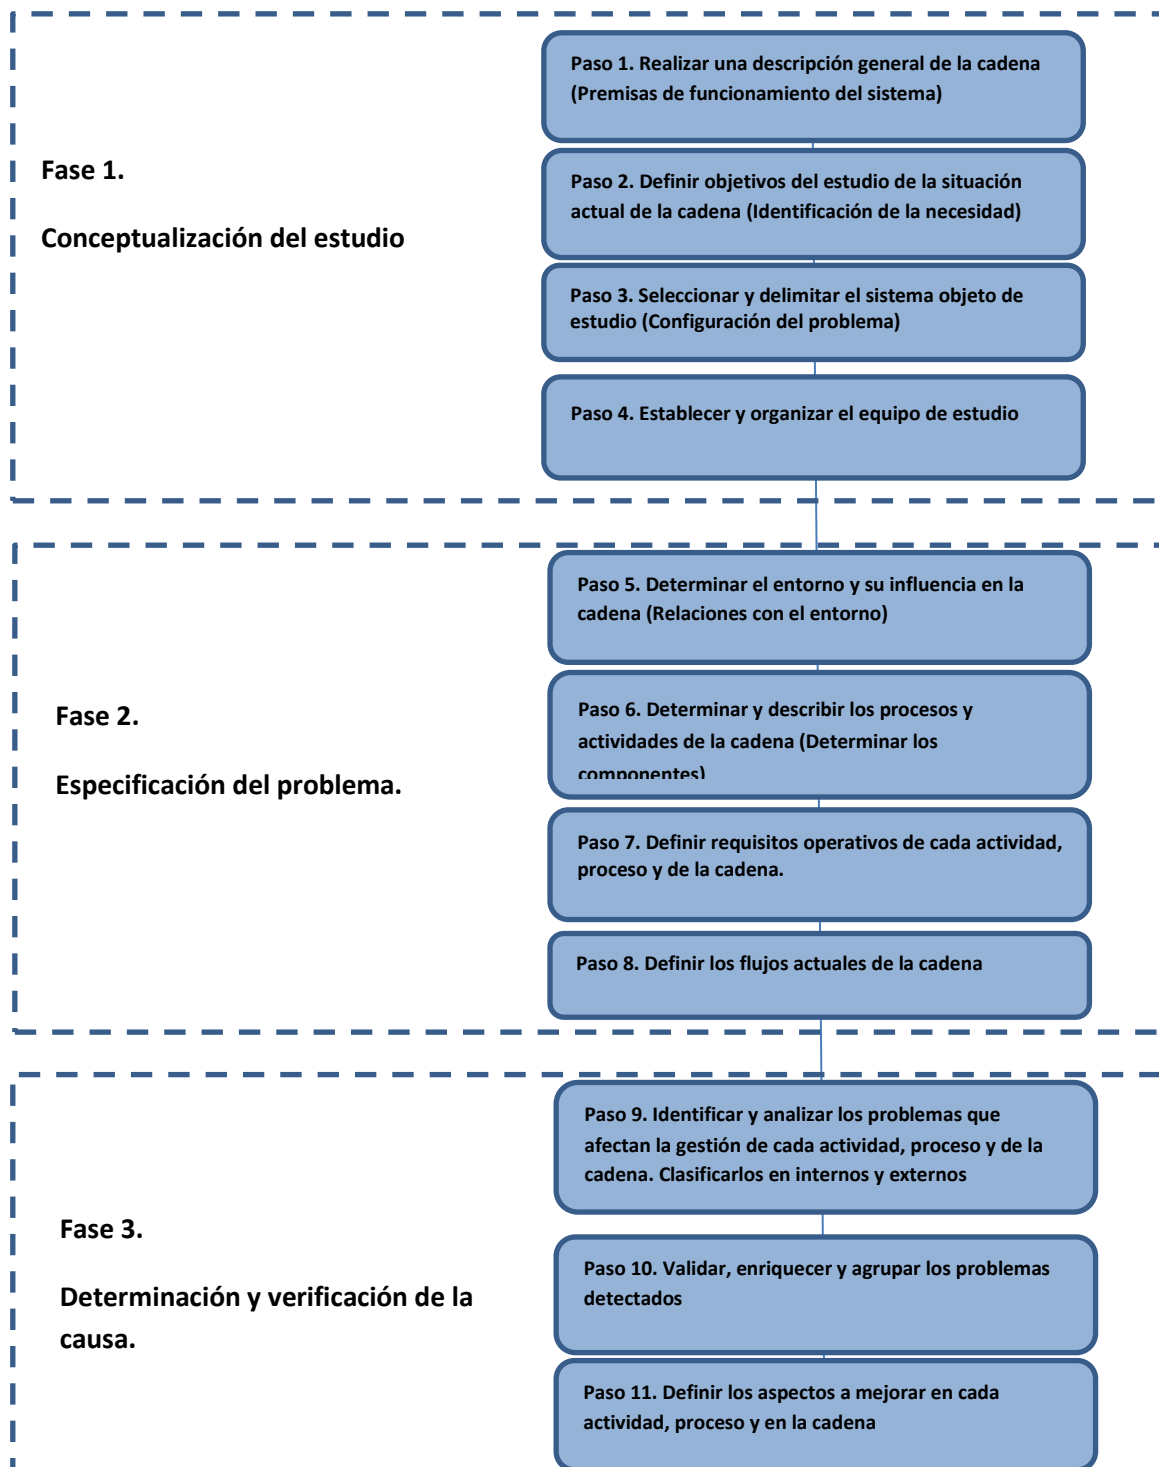 Paso 1. Realizar una descripción general de la cadena
(Premisas de funcionamiento del sistema)
Fase 1.
Conceptualización del estudio
Paso 2. Definir objetivos del estudio de la situación
actual de la cadena (Identificación de la necesidad)
Paso 3. Seleccionar y delimitar el sistema objeto de
estudio (Configuración del problema)
Paso 4. Establecer y organizar el equipo de estudio
Paso 5. Determinar el entorno y su influencia en la
cadena (Relaciones con el entorno)
Fase 2.
Especificación del problema.
Paso 6. Determinar y describir los procesos y
actividades de la cadena (Determinar los
componentes)
Paso 7. Definir requisitos operativos de cada actividad,
proceso y de la cadena.
Paso 8. Definir los flujos actuales de la cadena
Paso 9. Identificar y analizar los problemas que
afectan la gestión de cada actividad, proceso y de la
cadena. Clasificarlos en internos y externos
Fase 3.
Determinación y verificación de la
causa.
Paso 10. Validar, enriquecer y agrupar los problemas
detectados
Paso 11. Definir los aspectos a mejorar en cada
actividad, proceso y en la cadena